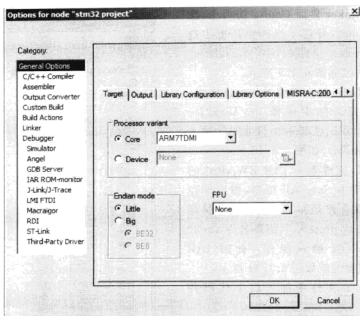 Options for node "stm32 project"
Category:
General Options
C/C++ Compiler
Assembler
Output Converter
Custom Build
Build Actions
Linker
Debugger
Simulator
Angel
GDB Server
IAR ROM-monitor
J-Link/J-Trace
LMI FTDI
Macraigor
RDI
ST-Link
Third-Party Driver
Target Output Library Configuration Library Options MISRA-C:200
Processor variant
Core ARM7TDMI
Device None
Endian mode
Little
Big
BE32
BE8
FPU
None
OK Cancel